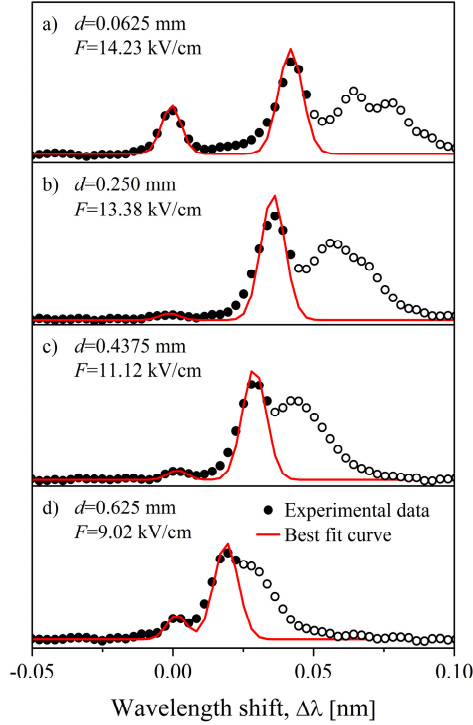 a) d=0.0625 mm
F=14.23 kV/cm
b) d=0.250 mm
F=13.38 kV/cm
c) d=0.4375 mm
F=11.12 kV/cm
d) d=0.625 mm
F=9.02 kV/cm
Experimental data
Best fit curve
-0.05 0.00 0.05 0.10
Wavelength shift, Δλ [nm]